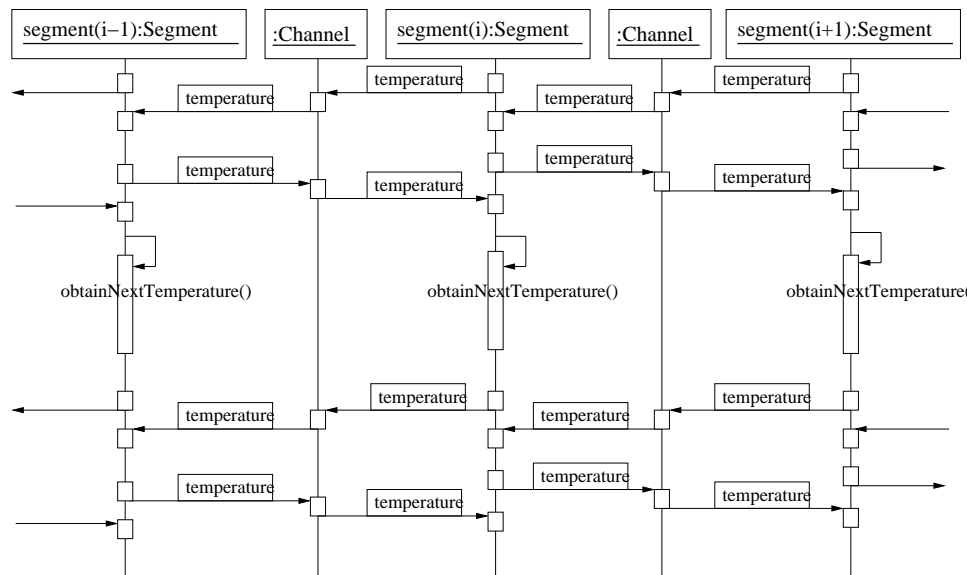 segment(i−1):Segment
:Channel
segment(i):Segment
:Channel
segment(i+1):Segment
temperature
temperature
temperature
temperature
temperature
temperature
temperature
temperature
obtainNextTemperature()
obtainNextTemperature()
obtainNextTemperature(
temperature
temperature
temperature
temperature
temperature
temperature
temperature
temperature